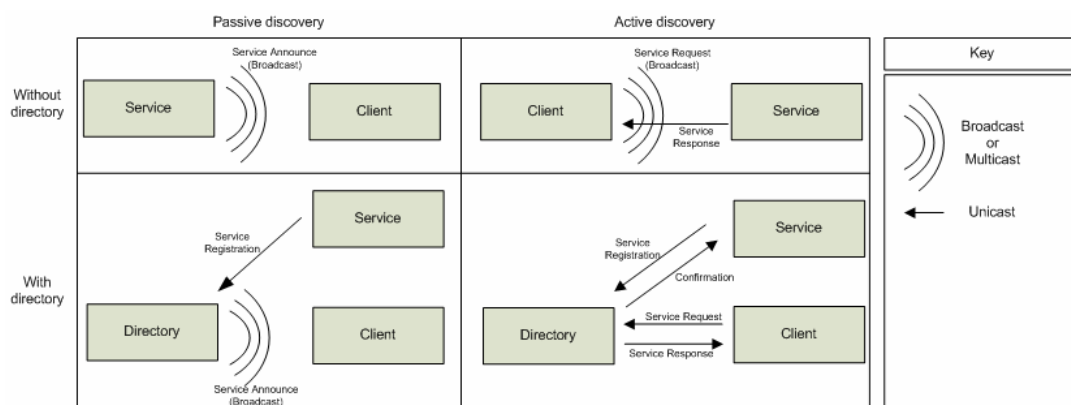 Passive discovery
Active discovery
Without
directory
Service Announce
(Broadcast)
Service
Client
Service Request
(Broadcast)
Client
Service
Response
Service
Key
Broadcast
or
Multicast
Unicast
With
directory
Service
Service
Registration
Directory
Client
Service Announce
(Broadcast)
Service
Service
Registration
Confirmation
Directory
Service Request
Client
Service Response